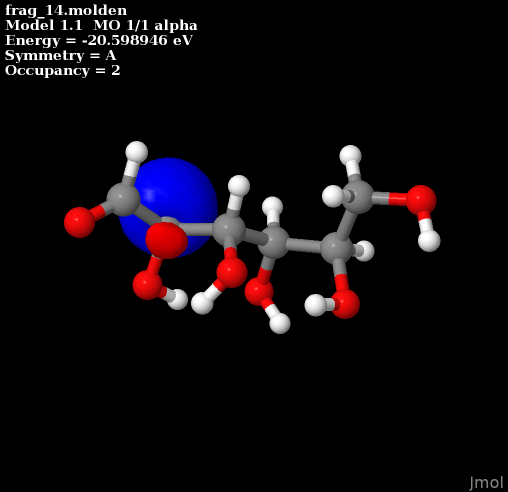 frag_14.molden
Model 1.1  MO 1/1 alpha
Energy = -20.598946 eV
Symmetry = A
Occupancy = 2
Jmol